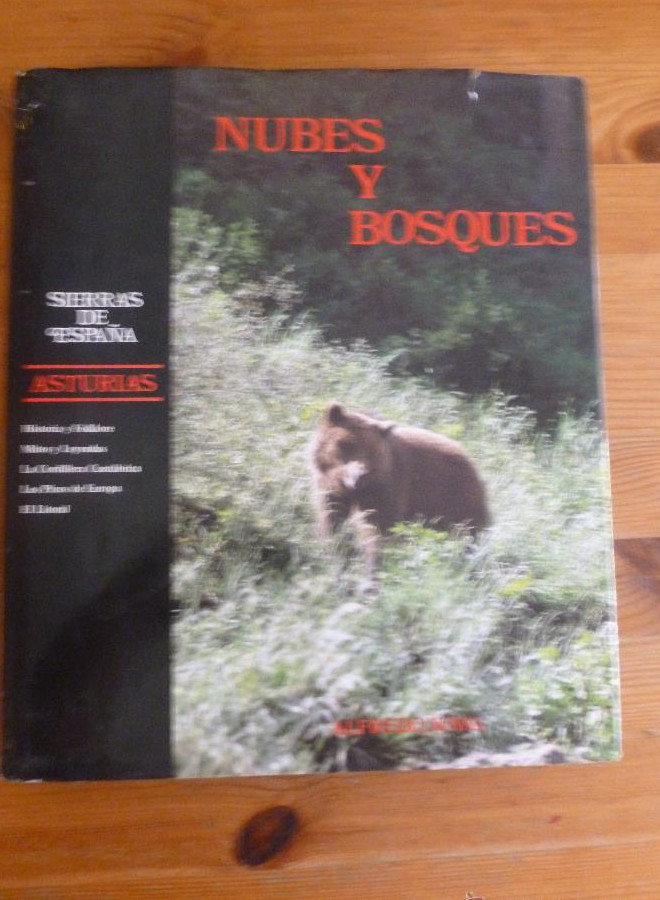 NUBES
Y
BOSQUES
SIERRAS
DE
ESPAÑA
ASTURIAS
Historia y Folklore
Mitos y Leyendas
La Cordillera Cantábrica
Los Picos de Europa
El Litoral